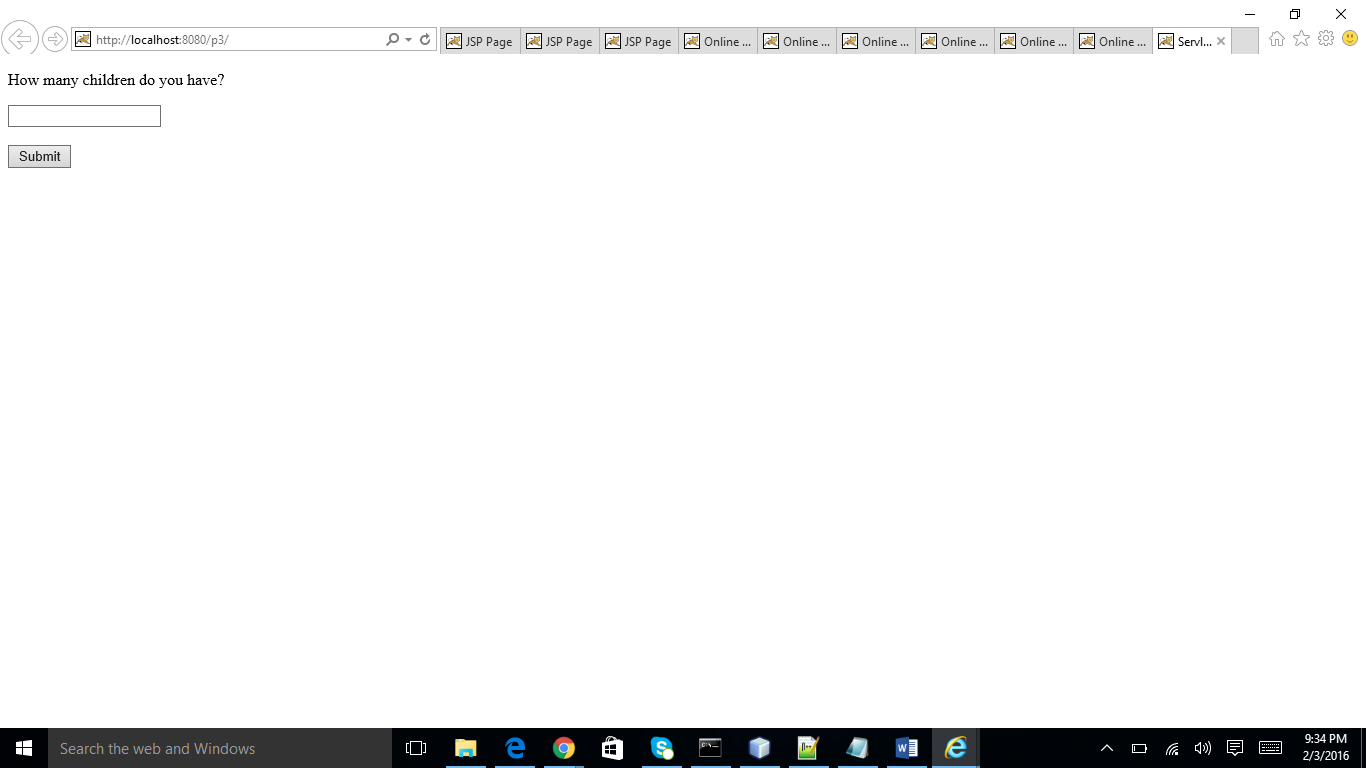 http://localhost:8080/p3/
JSP Page
JSP Page
JSP Page
Online ...
Online ...
Online ...
Online ...
Online ...
Online ...
Servl...
How many children do you have?
Submit
Search the web and Windows
9:34 PM
2/3/2016